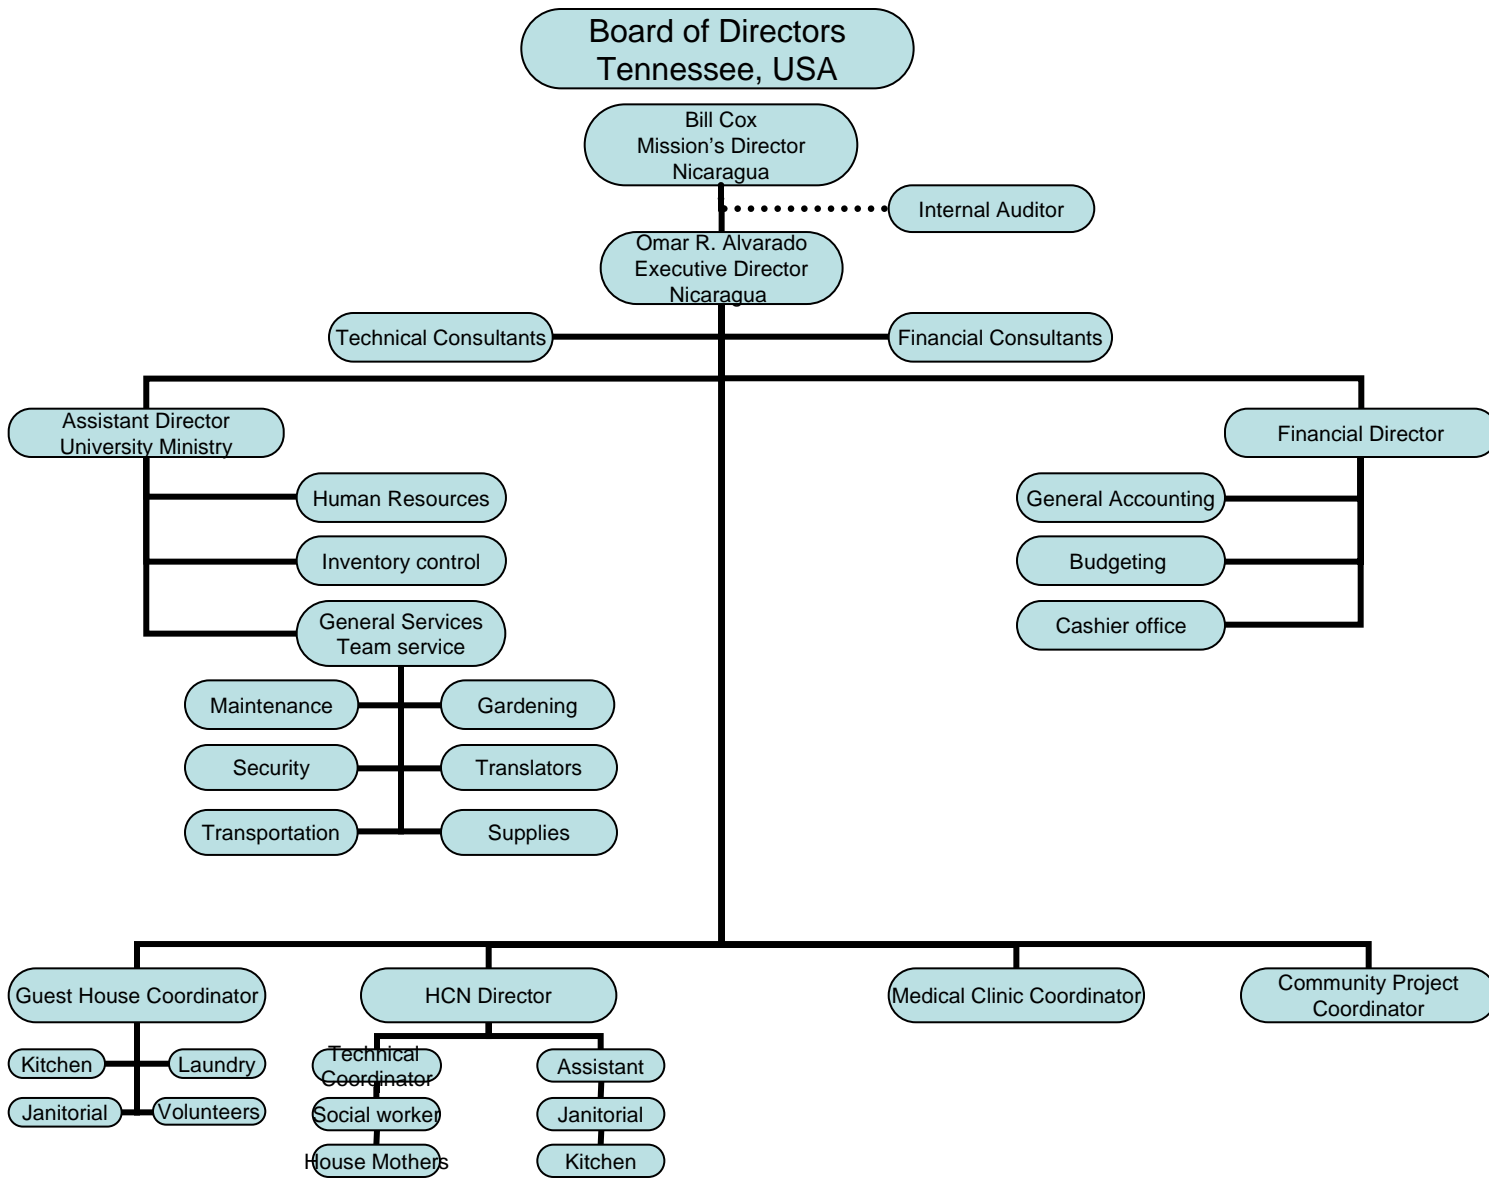 Board of Directors
Tennessee, USA
Bill Cox
Mission’s Director
Nicaragua
Internal Auditor
Omar R. Alvarado
Executive Director
Nicaragua
Technical Consultants
Financial Consultants
Assistant Director
University Ministry
Financial Director
Human Resources
General Accounting
Inventory control
Budgeting
General Services
Team service
Cashier office
Maintenance
Gardening
Security
Translators
Transportation
Supplies
Guest House Coordinator
HCN Director
Medical Clinic Coordinator
Community Project
Coordinator
Kitchen
Laundry
Technical
Coordinator
Assistant
Janitorial
Volunteers
Social worker
Janitorial
House Mothers
Kitchen